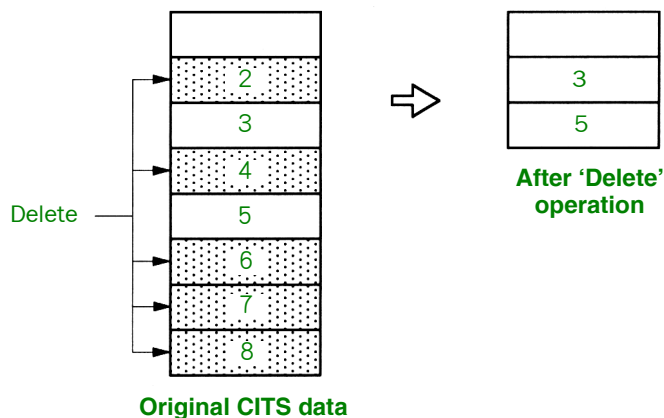 2
3
4
5
6
7
8
Delete
Original CITS data
3
5
After ‘Delete’
operation